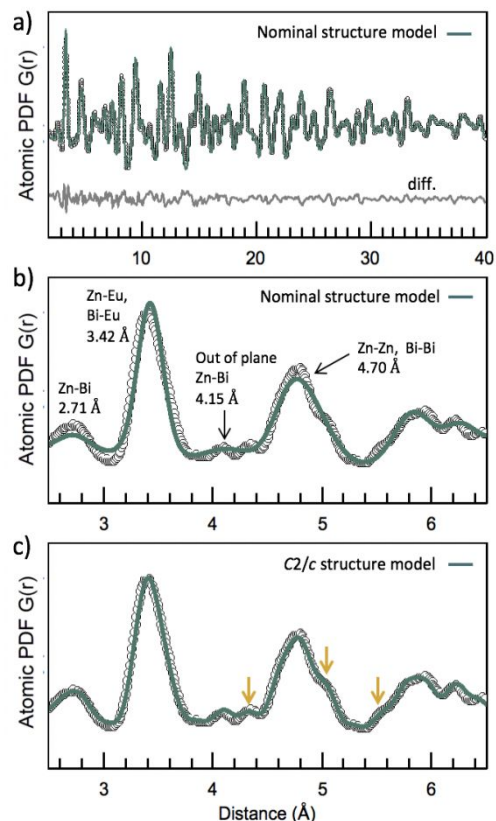 a)
Nominal structure model
Atomic PDF G(r)
diff.
10 20 30 40
b)
Zn-Eu,
Bi-Eu
3.42 Å
Nominal structure model
Atomic PDF G(r)
Out of plane
Zn-Bi
4.15 Å
Zn-Zn, Bi-Bi
4.70 Å
Zn-Bi
2.71 Å
3 4 5 6
c)
C2/c structure model
Atomic PDF G(r)
3 4 5 6
Distance (Å)